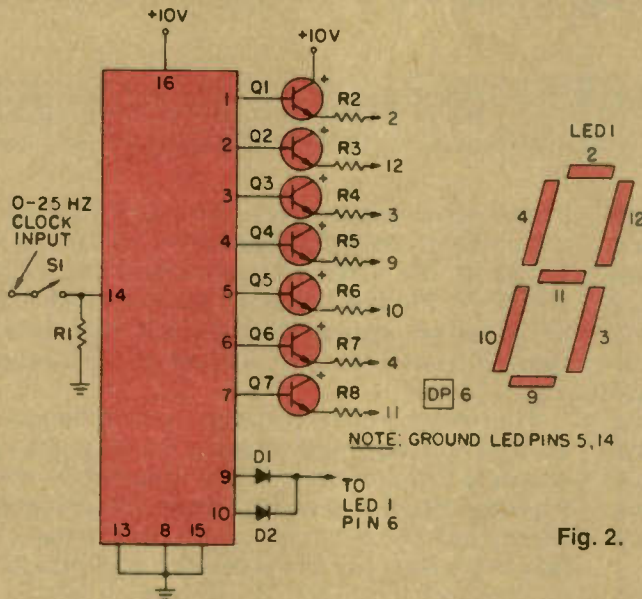 +10V
+10V
16
1
Q1
+
R2
2
2
Q2
+
R3
12
3
Q3
+
R4
3
4
Q4
+
R5
9
5
Q5
+
R6
10
6
Q6
+
R7
4
7
Q7
+
R8
11
0-25 HZ
CLOCK
INPUT
S1
14
R1
LED 1
2
4
12
11
10
3
9
DP 6
NOTE: GROUND LED PINS 5,14
9
D1
10
D2
TO
LED 1
PIN 6
13
8
15
Fig. 2.